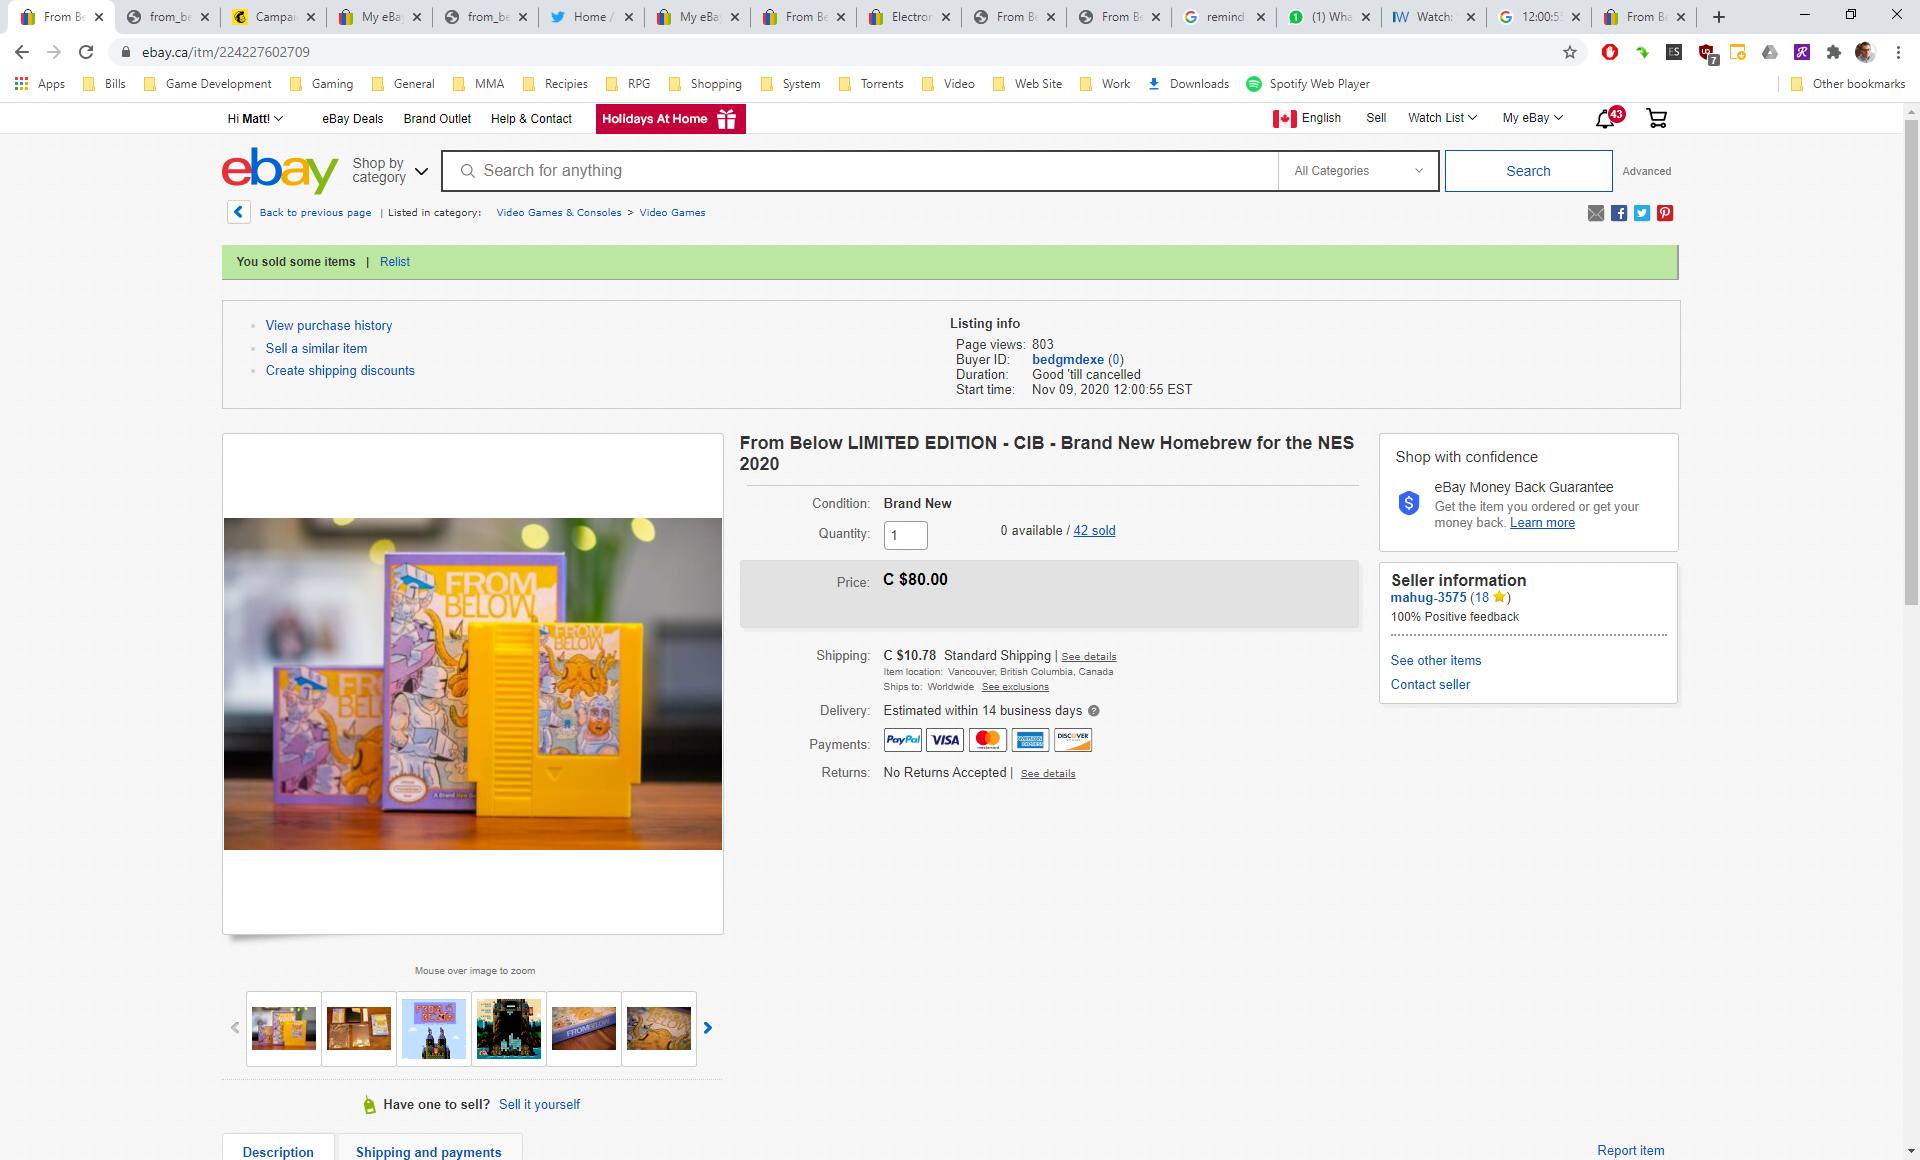 From Be
from_be
Campai
My eBa
from_be
Home /
My eBa
From Be
Electron
From Be
From Be
remind
(1) Wha
Watch:
12:00:5
From Be
ebay.ca/itm/224227602709
Apps
Bills
Game Development
Gaming
General
MMA
Recipies
RPG
Shopping
System
Torrents
Video
Web Site
Work
Downloads
Spotify Web Player
Other bookmarks
Hi Matt!
eBay Deals
Brand Outlet
Help & Contact
Holidays At Home
English
Sell
Watch List
My eBay
43
ebay
Shop by
category
Search for anything
All Categories
Search
Advanced
Back to previous page | Listed in category: Video Games & Consoles > Video Games
You sold some items | Relist
View purchase history
Sell a similar item
Create shipping discounts
Listing info
Page views: 803
Buyer ID: bedgmdexe (0)
Duration: Good 'till cancelled
Start time: Nov 09, 2020 12:00:55 EST
FROM
BELOW
FROM
BELOW
From Below LIMITED EDITION - CIB - Brand New Homebrew for the NES
2020
Condition: Brand New
Quantity: 1 0 available / 42 sold
Price: C $80.00
Shipping: C $10.78 Standard Shipping | See details
Item location: Vancouver, British Columbia, Canada
Ships to: Worldwide See exclusions
Delivery: Estimated within 14 business days
Payments: PayPal VISA mastercard AMERICAN EXPRESS DISCOVER
Returns: No Returns Accepted | See details
Shop with confidence
eBay Money Back Guarantee
Get the item you ordered or get your
money back. Learn more
Seller information
mahug-3575 (18)
100% Positive feedback
See other items
Contact seller
Mouse over image to zoom
Have one to sell? Sell it yourself
Description
Shipping and payments
Report item